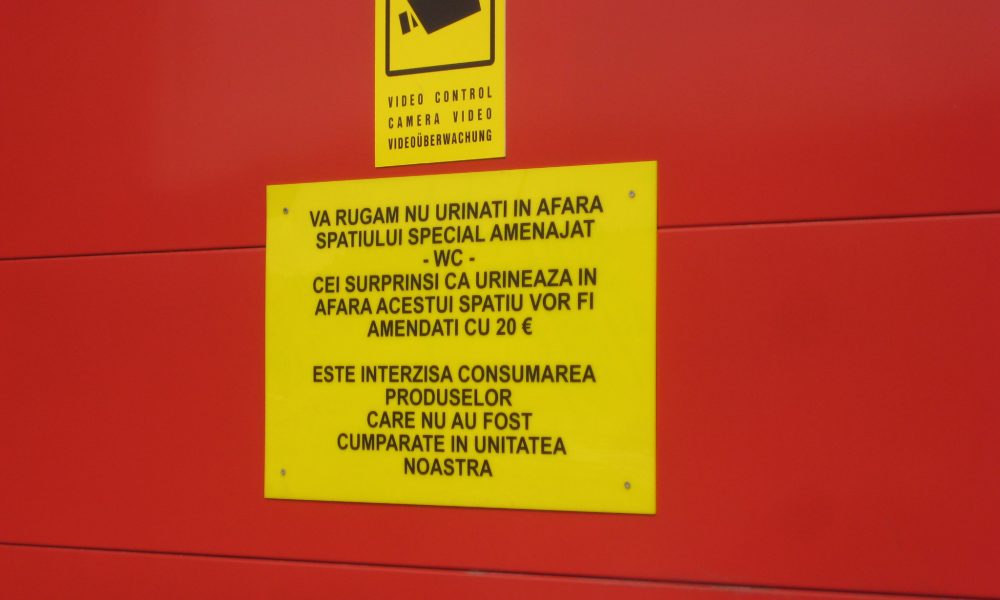 VIDEO CONTROL
CAMERA VIDEO
VIDEOÜBERWACHUNG
VA RUGAM NU URINATI IN AFARA
SPATIULUI SPECIAL AMENAJAT
- WC -
CEI SURPRINSI CA URINEAZA IN
AFARA ACESTUI SPATIU VOR FI
AMENDATI CU 20 €
ESTE INTERZISA CONSUMAREA
PRODUSELOR
CARE NU AU FOST
CUMPARATE IN UNITATEA
NOASTRA